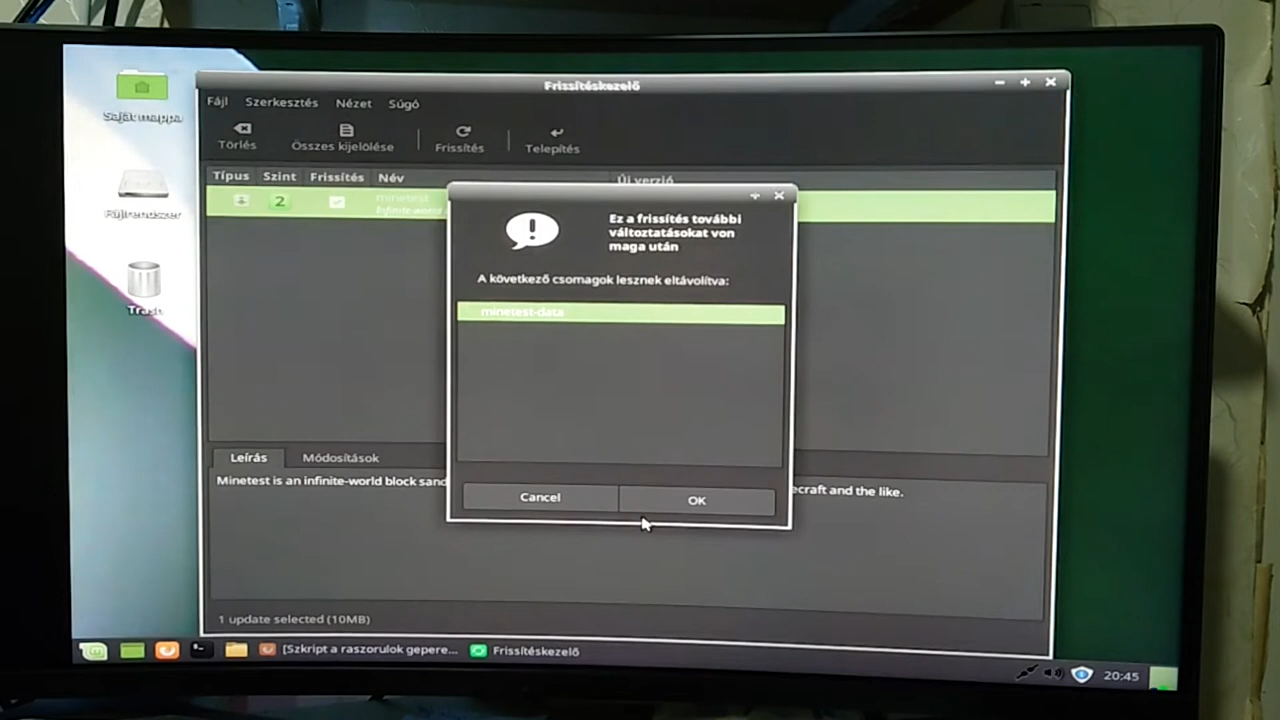 Frissítéskezelő
Fájl Szerkesztés Nézet Súgó
Törlés Összes kijelölése Frissítés Telepítés
Típus Szint Frissítés Név Új verzió
2 minetest
Infinite-world
Saját mappa
Fájlrendszer
Trash
Ez a frissítés további
változtatásokat von
maga után
A következő csomagok lesznek eltávolítva:
minetest-data
Cancel OK
Leírás Módosítások
Minetest is an infinite-world block sand
ecraft and the like.
1 update selected (10MB)
[Szkript a raszorulok gepere... Frissítéskezelő 20:45